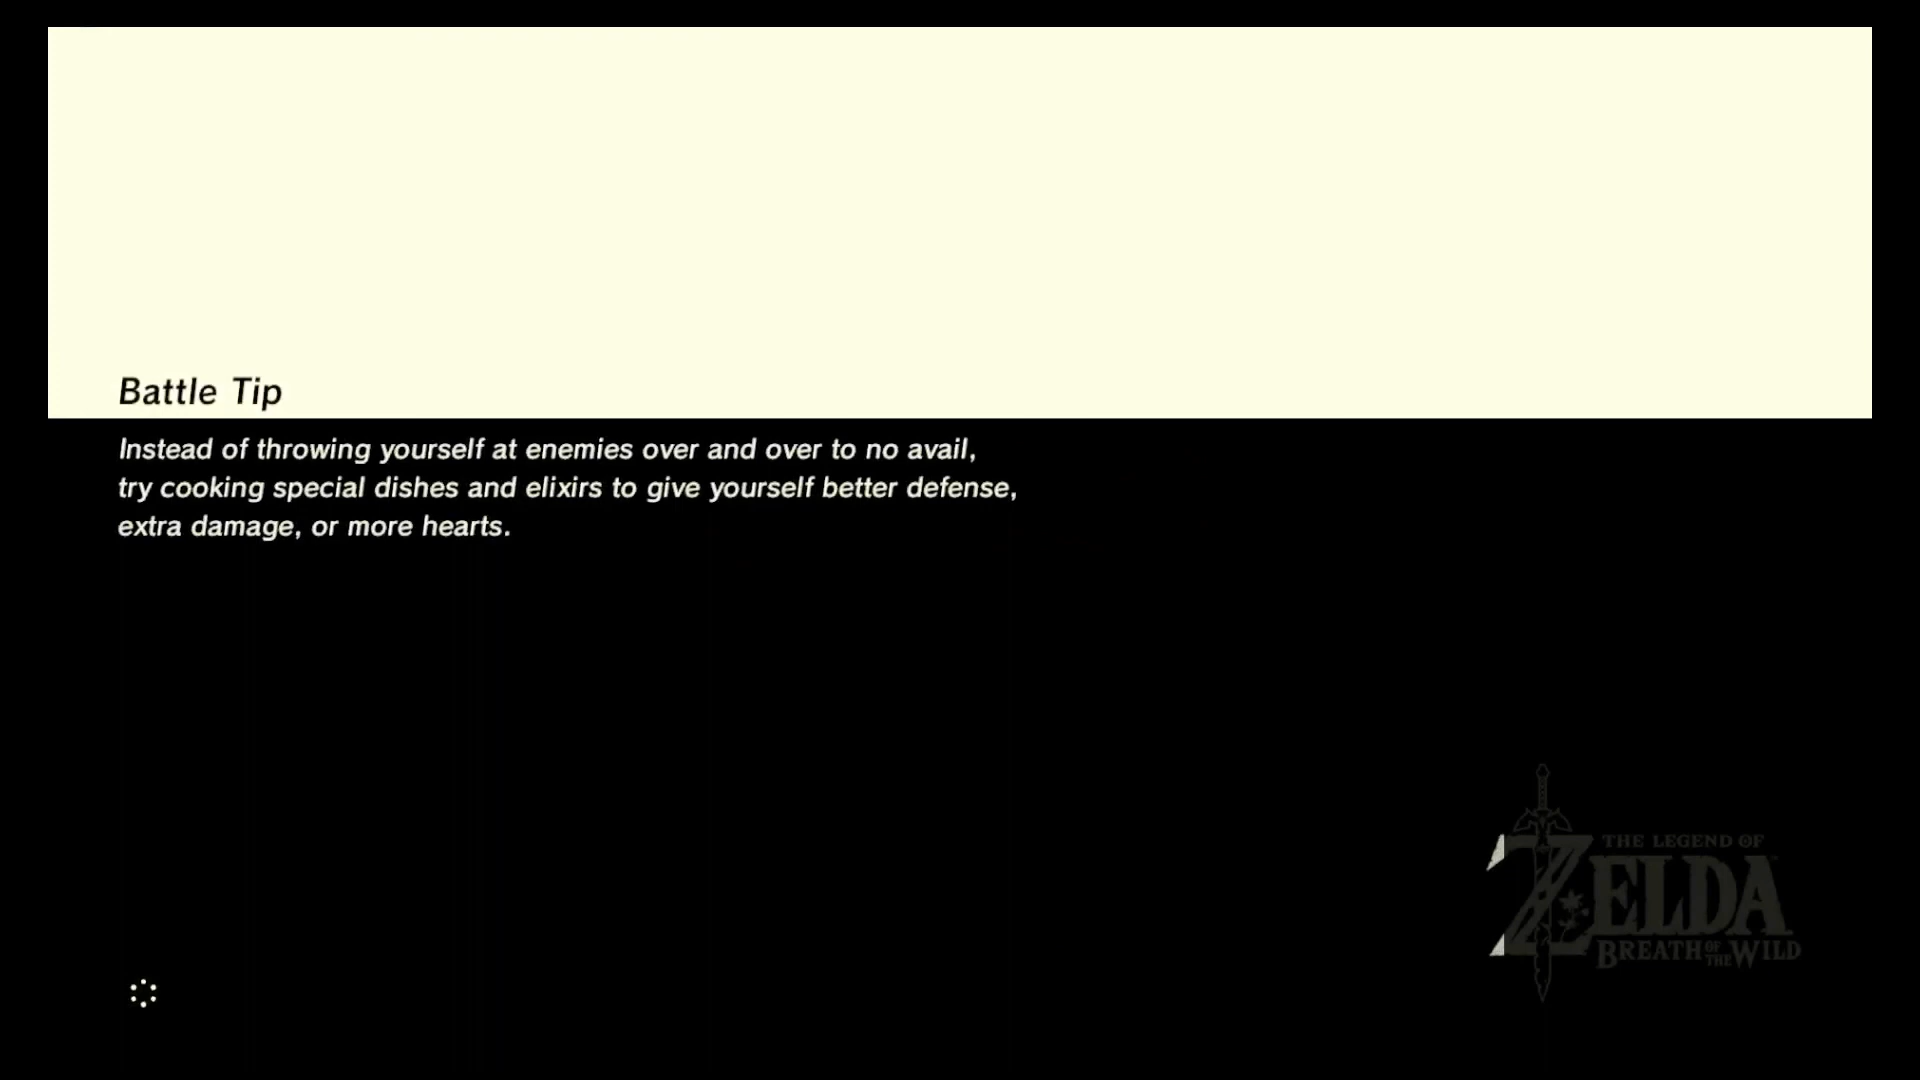 Battle Tip
Instead of throwing yourself at enemies over and over to no avail,
try cooking special dishes and elixirs to give yourself better defense,
extra damage, or more hearts.
THE LEGEND OF
ZELDA
BREATH OF THE WILD